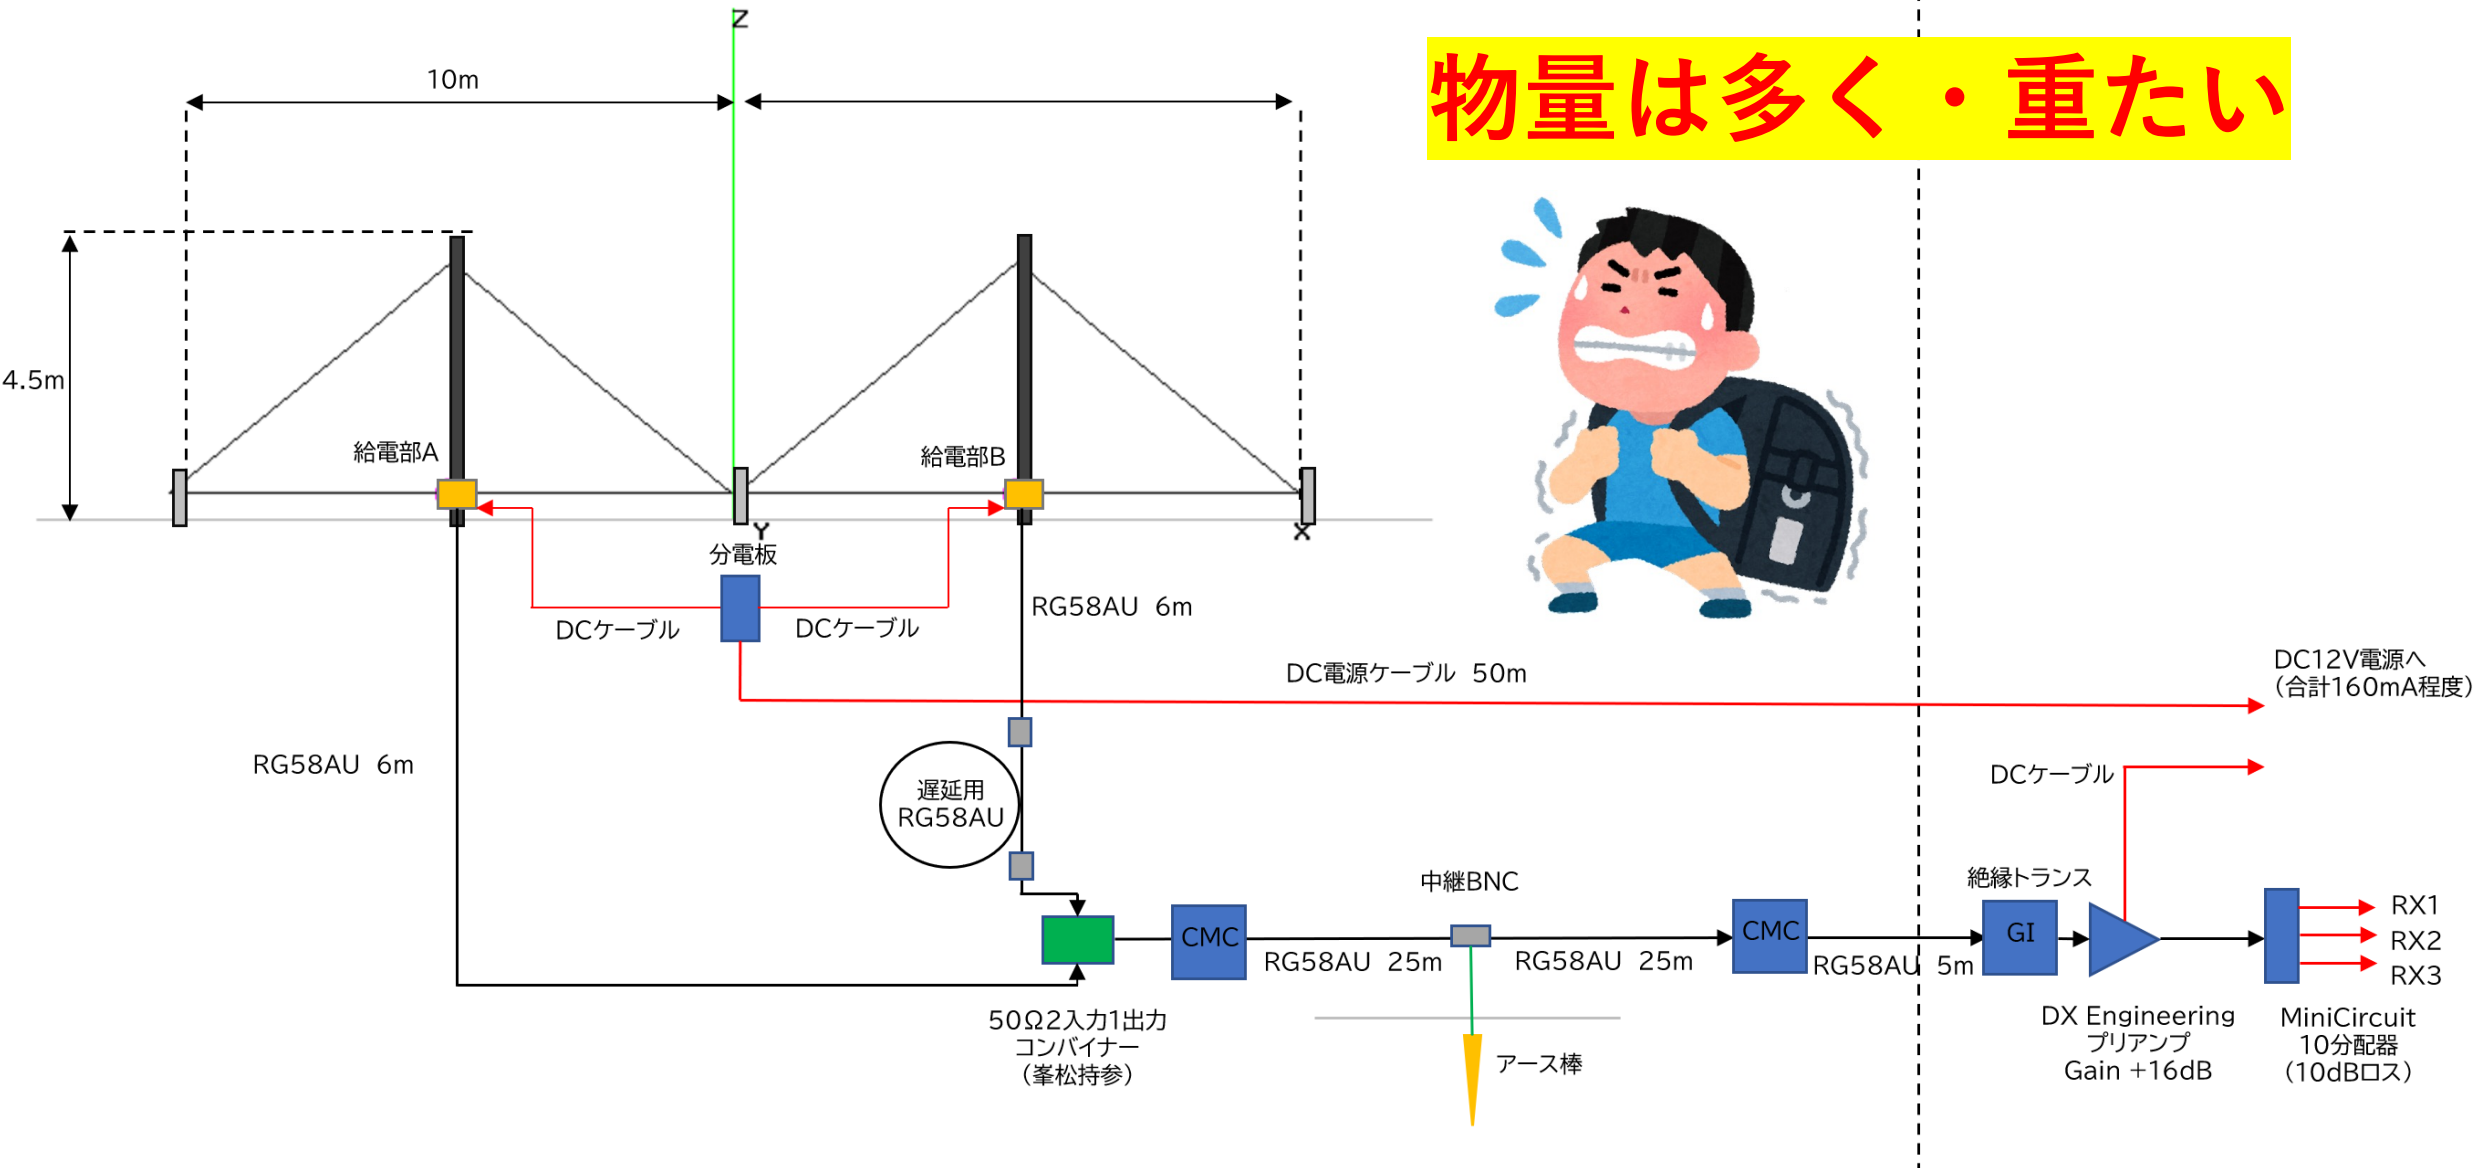 Z
10m
物量は多く・重たい
4.5m
給電部A
給電部B
Y
X
分電板
DCケーブル
DCケーブル
RG58AU 6m
DC電源ケーブル 50m
DC12V電源へ
（合計160mA程度）
RG58AU 6m
遅延用
RG58AU
DCケーブル
中継BNC
絶縁トランス
CMC
CMC
GI
RX1
RX2
RX3
RG58AU 25m
RG58AU 25m
RG58AU 5m
50Ω2入力1出力
コンバイナー
（峯松持参）
アース棒
DX Engineering
プリアンプ
Gain +16dB
MiniCircuit
10分配器
（10dBロス）